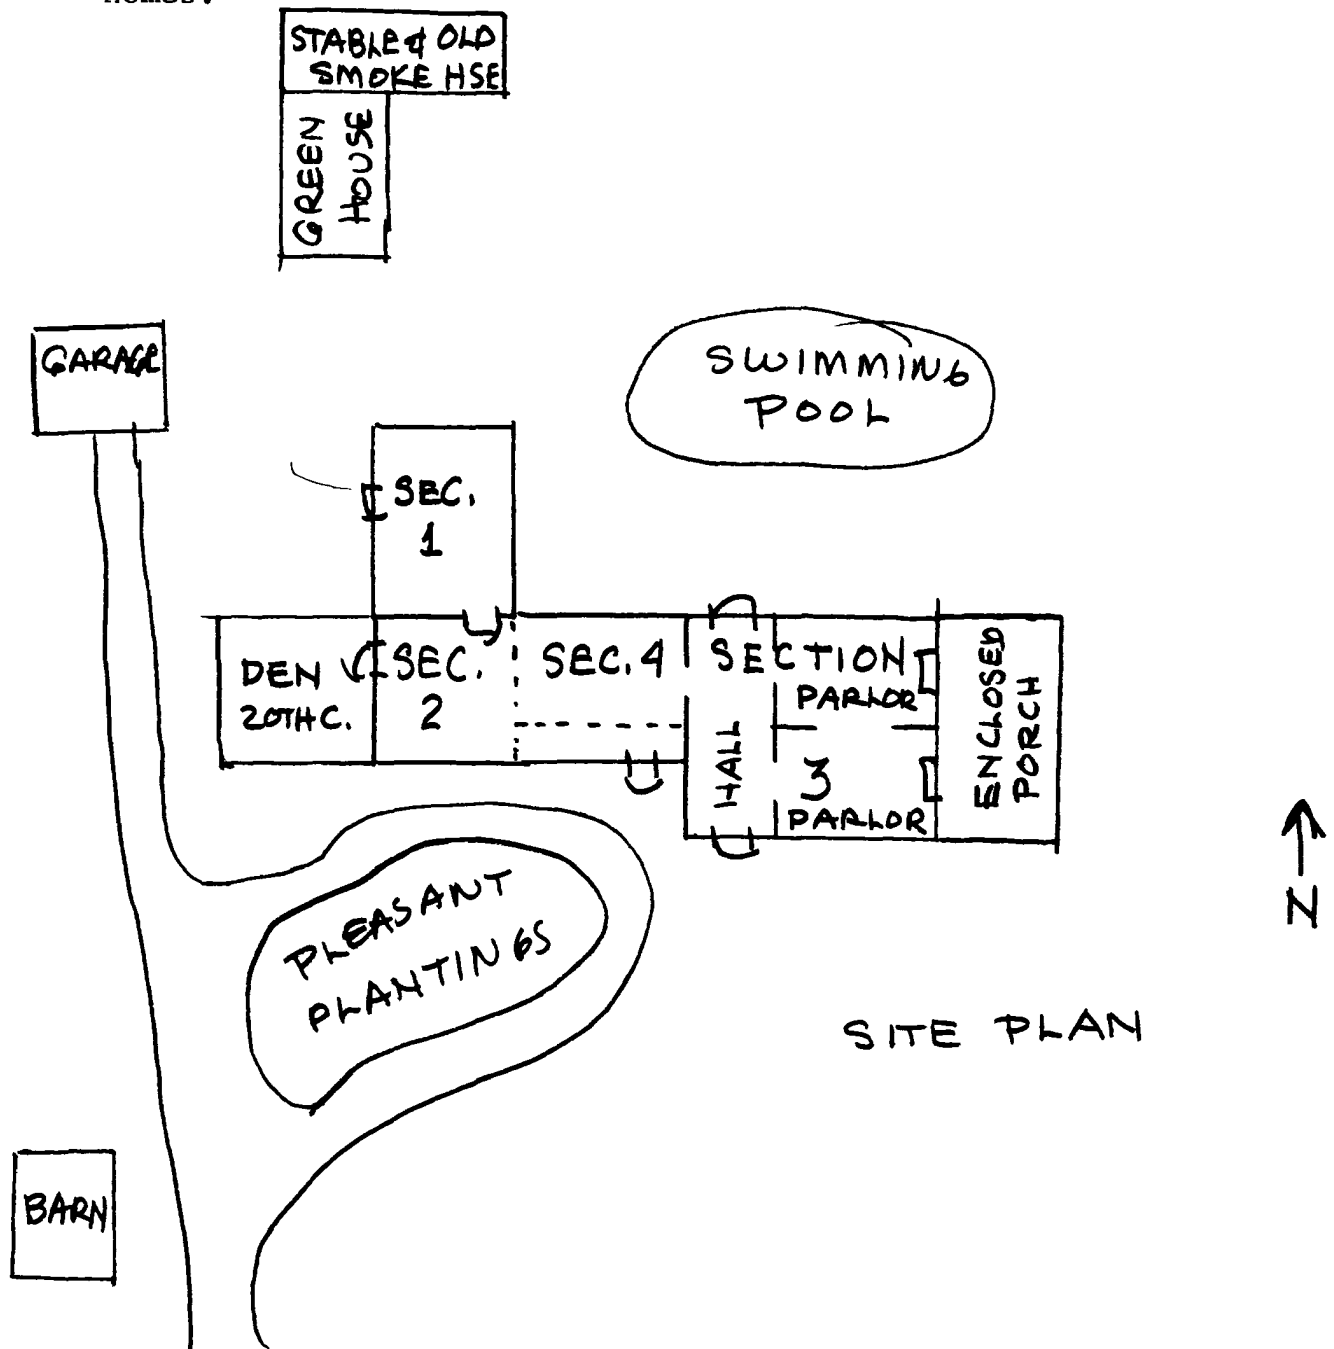 STABLE & OLD
SMOKE HSE
GREEN
HOUSE
GARAGE
SWIMMING
POOL
SEC.
1
DEN
20TH C.
SEC.
2
SEC. 4
SECTION
PARLOR
HALL
3
PARLOR
ENCLOSED
PORCH
PLEASANT
PLANTINGS
N
SITE PLAN
BARN